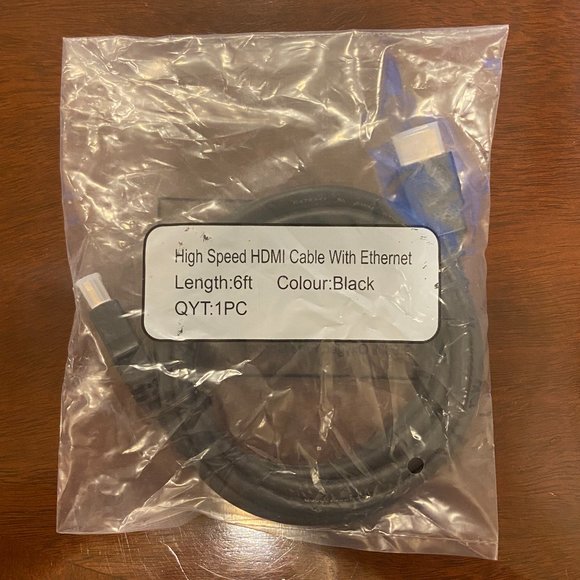 High Speed HDMI Cable With Ethernet
Length:6ft Colour:Black
QYT:1PC